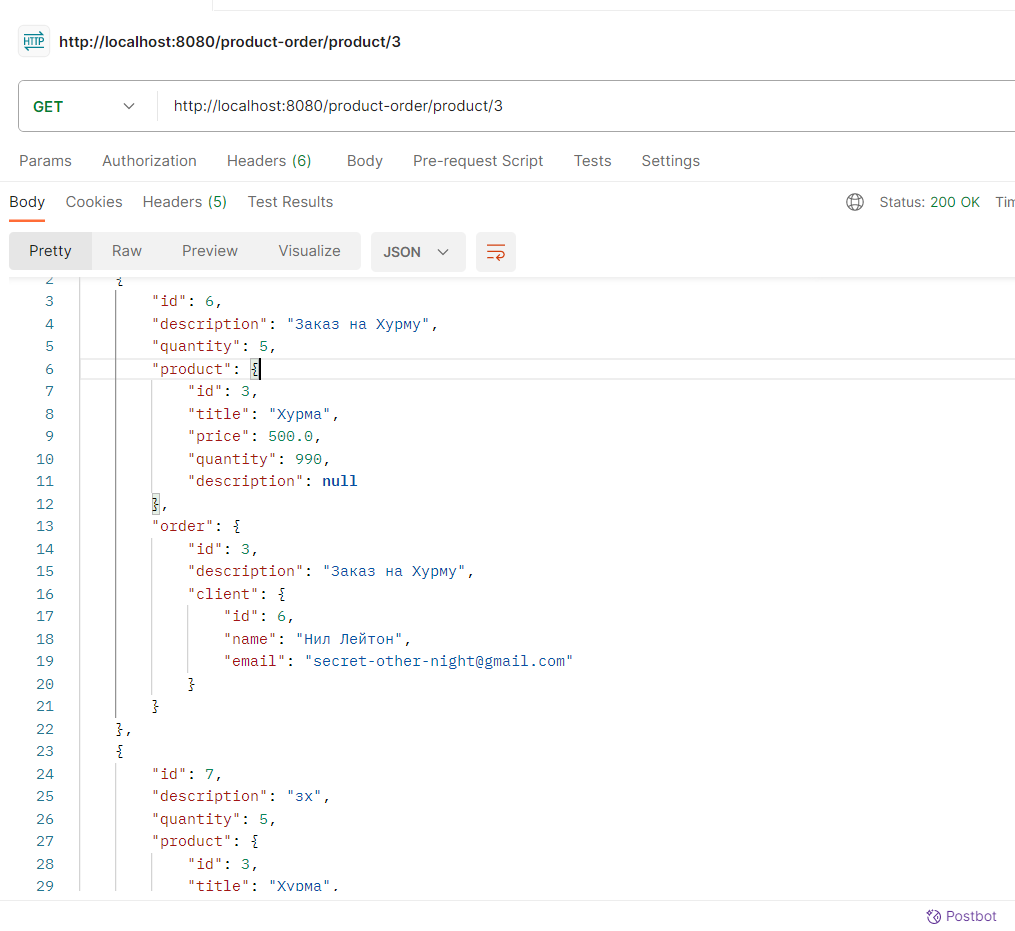 HTTP http://localhost:8080/product-order/product/3
GET http://localhost:8080/product-order/product/3
Params Authorization Headers (6) Body Pre-request Script Tests Settings
Body Cookies Headers (5) Test Results Status: 200 OK Tim
Pretty Raw Preview Visualize JSON
2 {
3 "id": 6,
4 "description": "Заказ на Хурму",
5 "quantity": 5,
6 "product": {
7 "id": 3,
8 "title": "Хурма",
9 "price": 500.0,
10 "quantity": 990,
11 "description": null
12 },
13 "order": {
14 "id": 3,
15 "description": "Заказ на Хурму",
16 "client": {
17 "id": 6,
18 "name": "Нил Лейтон",
19 "email": "secret-other-night@gmail.com"
20 }
21 }
22 },
23 {
24 "id": 7,
25 "description": "зх",
26 "quantity": 5,
27 "product": {
28 "id": 3,
29 "title": "Хурма",
Postbot